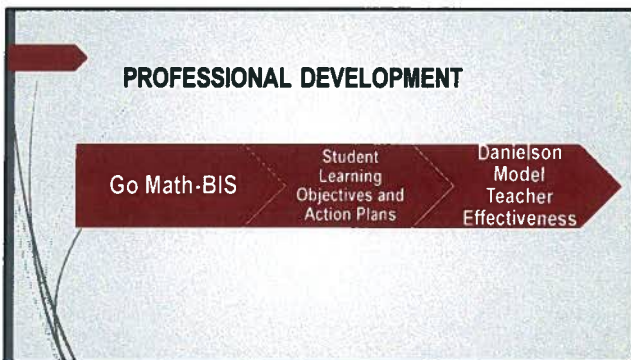 PROFESSIONAL DEVELOPMENT
Go Math-BIS
Student
Learning
Objectives and
Action Plans
Danielson
Model
Teacher
Effectiveness